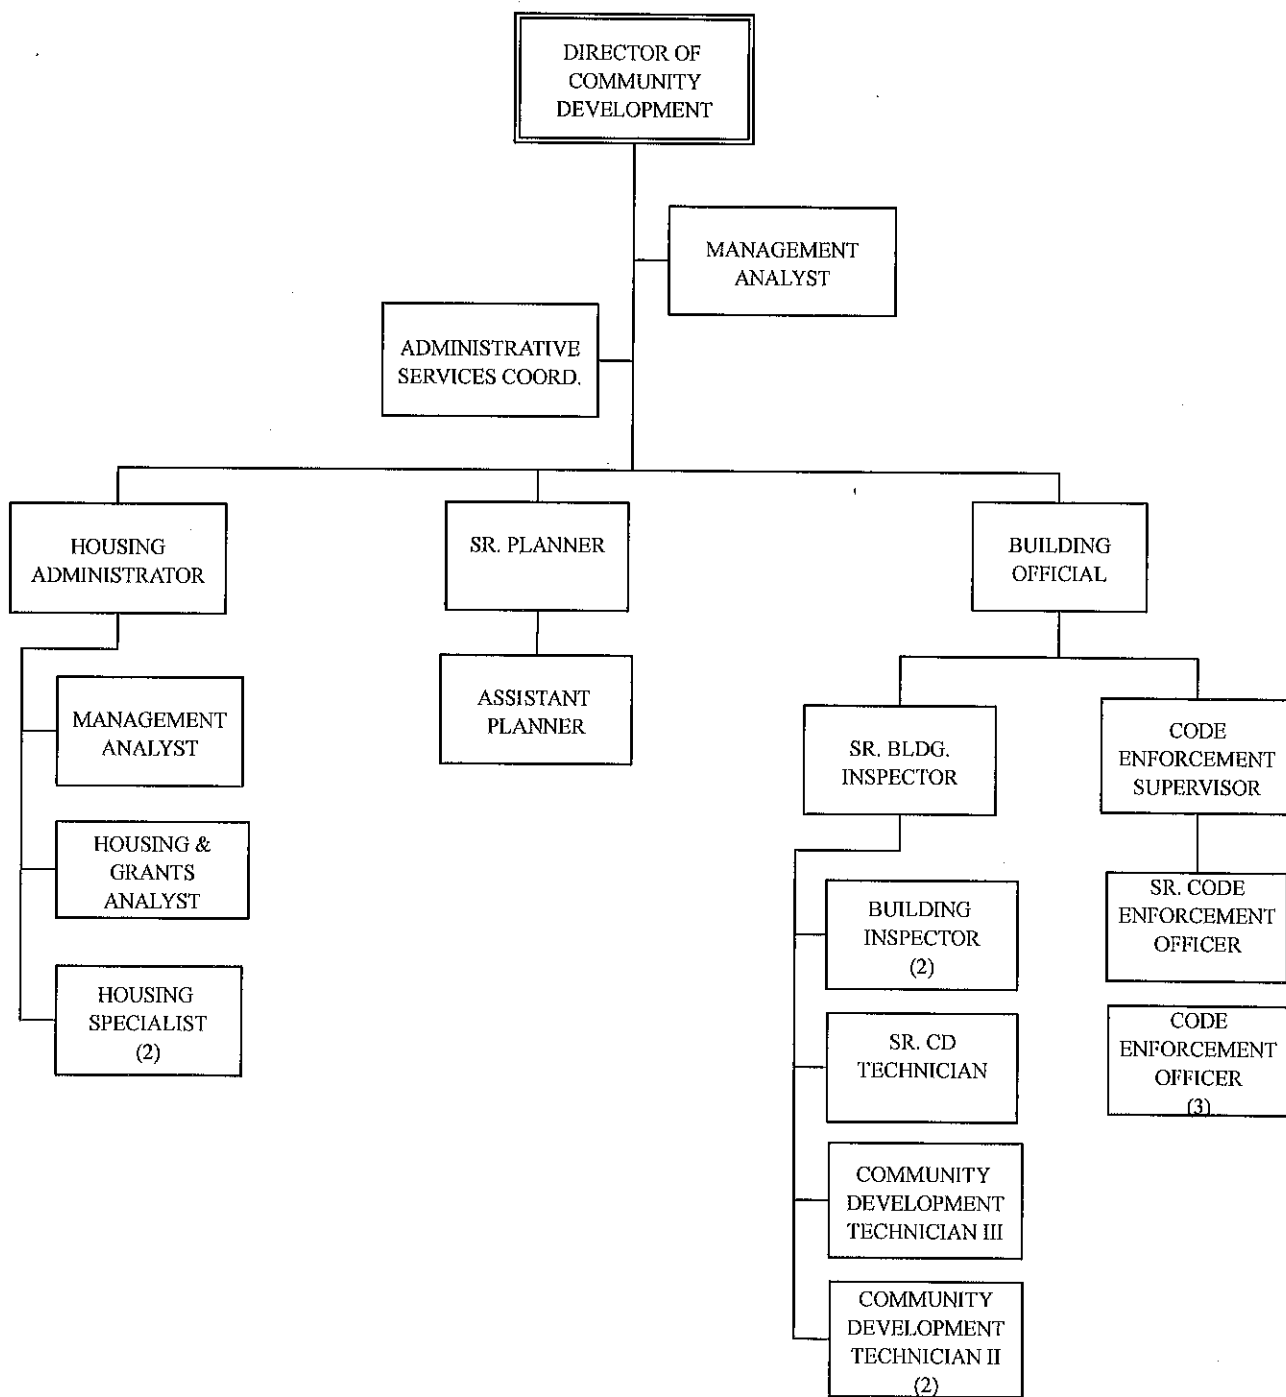 DIRECTOR OF
COMMUNITY
DEVELOPMENT
MANAGEMENT
ANALYST
ADMINISTRATIVE
SERVICES COORD.
HOUSING
ADMINISTRATOR
SR. PLANNER
BUILDING
OFFICIAL
MANAGEMENT
ANALYST
HOUSING &
GRANTS
ANALYST
HOUSING
SPECIALIST
(2)
ASSISTANT
PLANNER
SR. BLDG.
INSPECTOR
CODE
ENFORCEMENT
SUPERVISOR
BUILDING
INSPECTOR
(2)
SR. CD
TECHNICIAN
COMMUNITY
DEVELOPMENT
TECHNICIAN III
COMMUNITY
DEVELOPMENT
TECHNICIAN II
(2)
SR. CODE
ENFORCEMENT
OFFICER
CODE
ENFORCEMENT
OFFICER
(3)